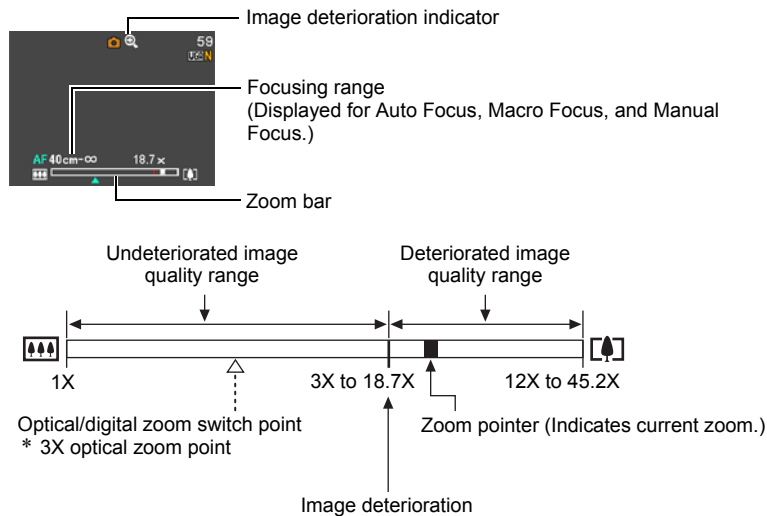 Image deterioration indicator
59
N
Focusing range
(Displayed for Auto Focus, Macro Focus, and Manual
Focus.)
AF 40cm-∞ 18.7×
Zoom bar
Undeteriorated image
quality range
Deteriorated image
quality range
1X
3X to 18.7X
12X to 45.2X
Optical/digital zoom switch point
* 3X optical zoom point
Zoom pointer (Indicates current zoom.)
Image deterioration